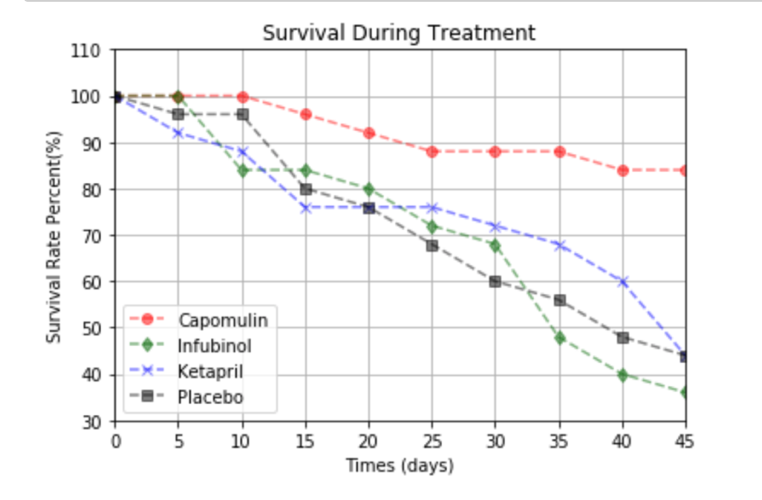 Survival During Treatment
110
100
90
80
70
60
50
40
30
Survival Rate Percent(%)
Capomulin
Infubinol
Ketapril
Placebo
0 5 10 15 20 25 30 35 40 45
Times (days)